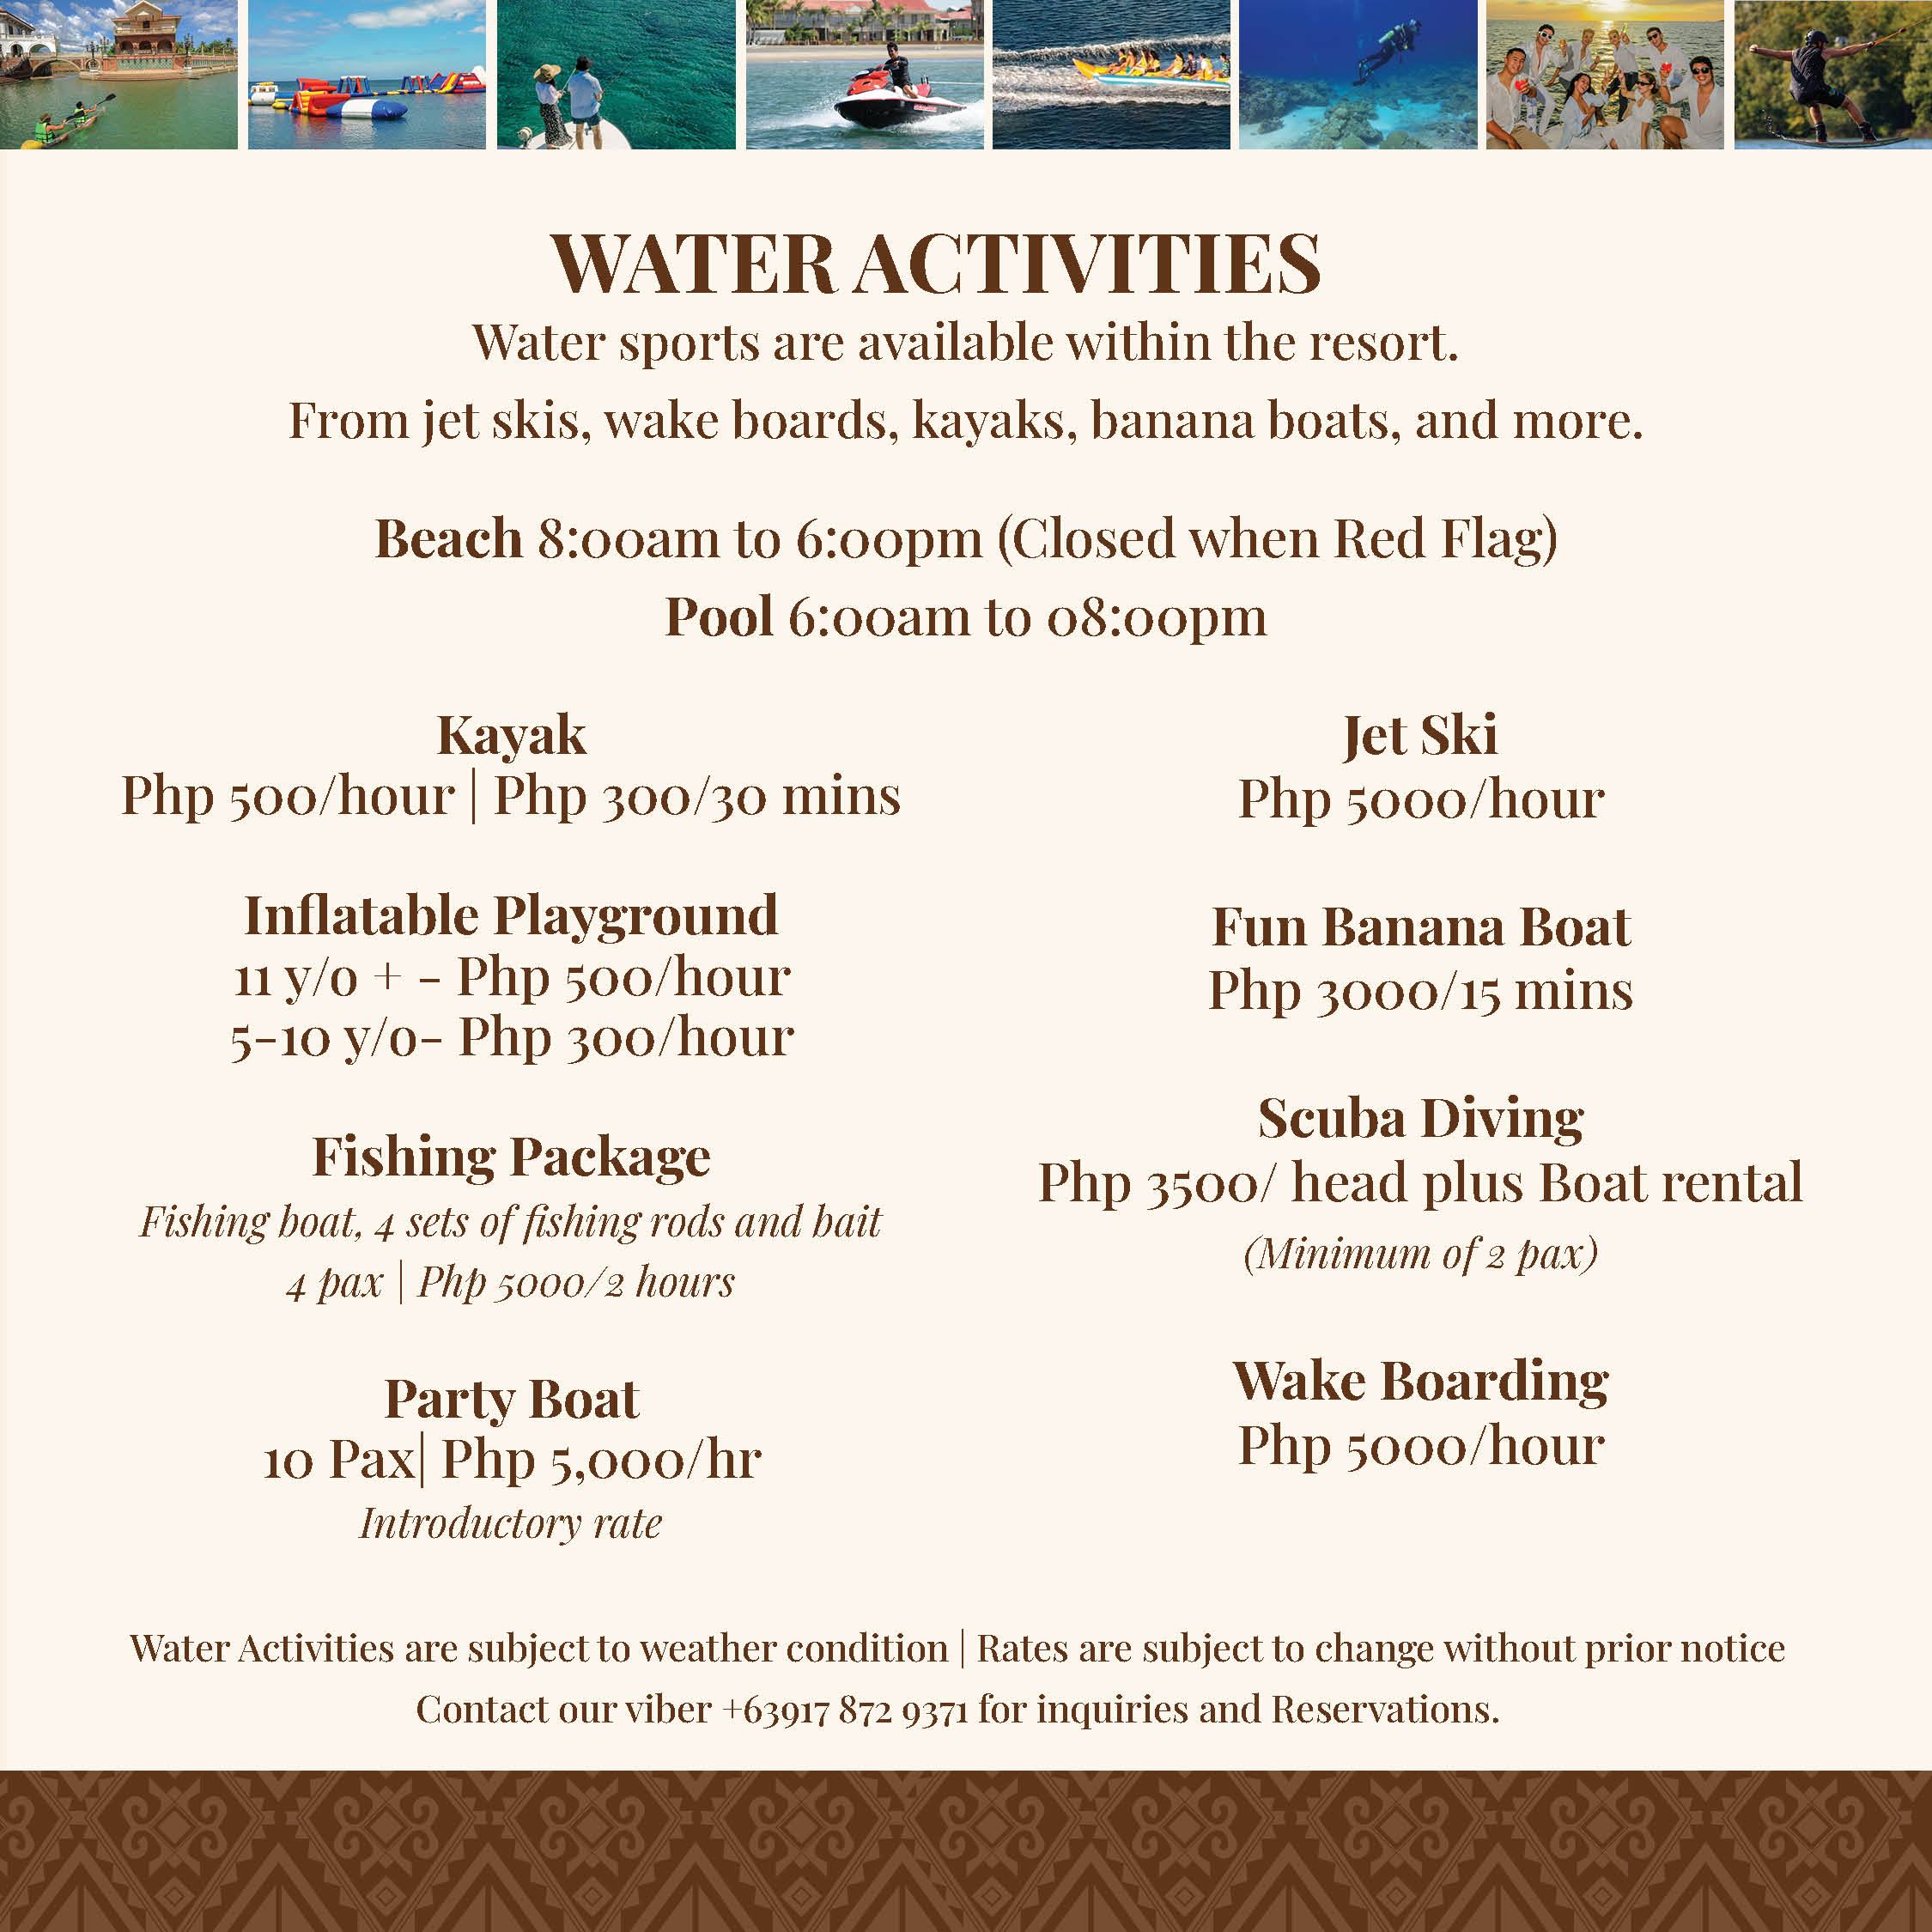 WATER ACTIVITIES
Water sports are available within the resort.
From jet skis, wake boards, kayaks, banana boats, and more.
Beach 8:00am to 6:00pm (Closed when Red Flag)
Pool 6:00am to 08:00pm
Kayak
Php 500/hour | Php 300/30 mins
Inflatable Playground
11 y/o + - Php 500/hour
5-10 y/o- Php 300/hour
Fishing Package
Fishing boat, 4 sets of fishing rods and bait
4 pax | Php 5000/2 hours
Party Boat
10 Pax| Php 5,000/hr
Introductory rate
Jet Ski
Php 5000/hour
Fun Banana Boat
Php 3000/15 mins
Scuba Diving
Php 3500/ head plus Boat rental
(Minimum of 2 pax)
Wake Boarding
Php 5000/hour
Water Activities are subject to weather condition | Rates are subject to change without prior notice
Contact our viber +63917 872 9371 for inquiries and Reservations.